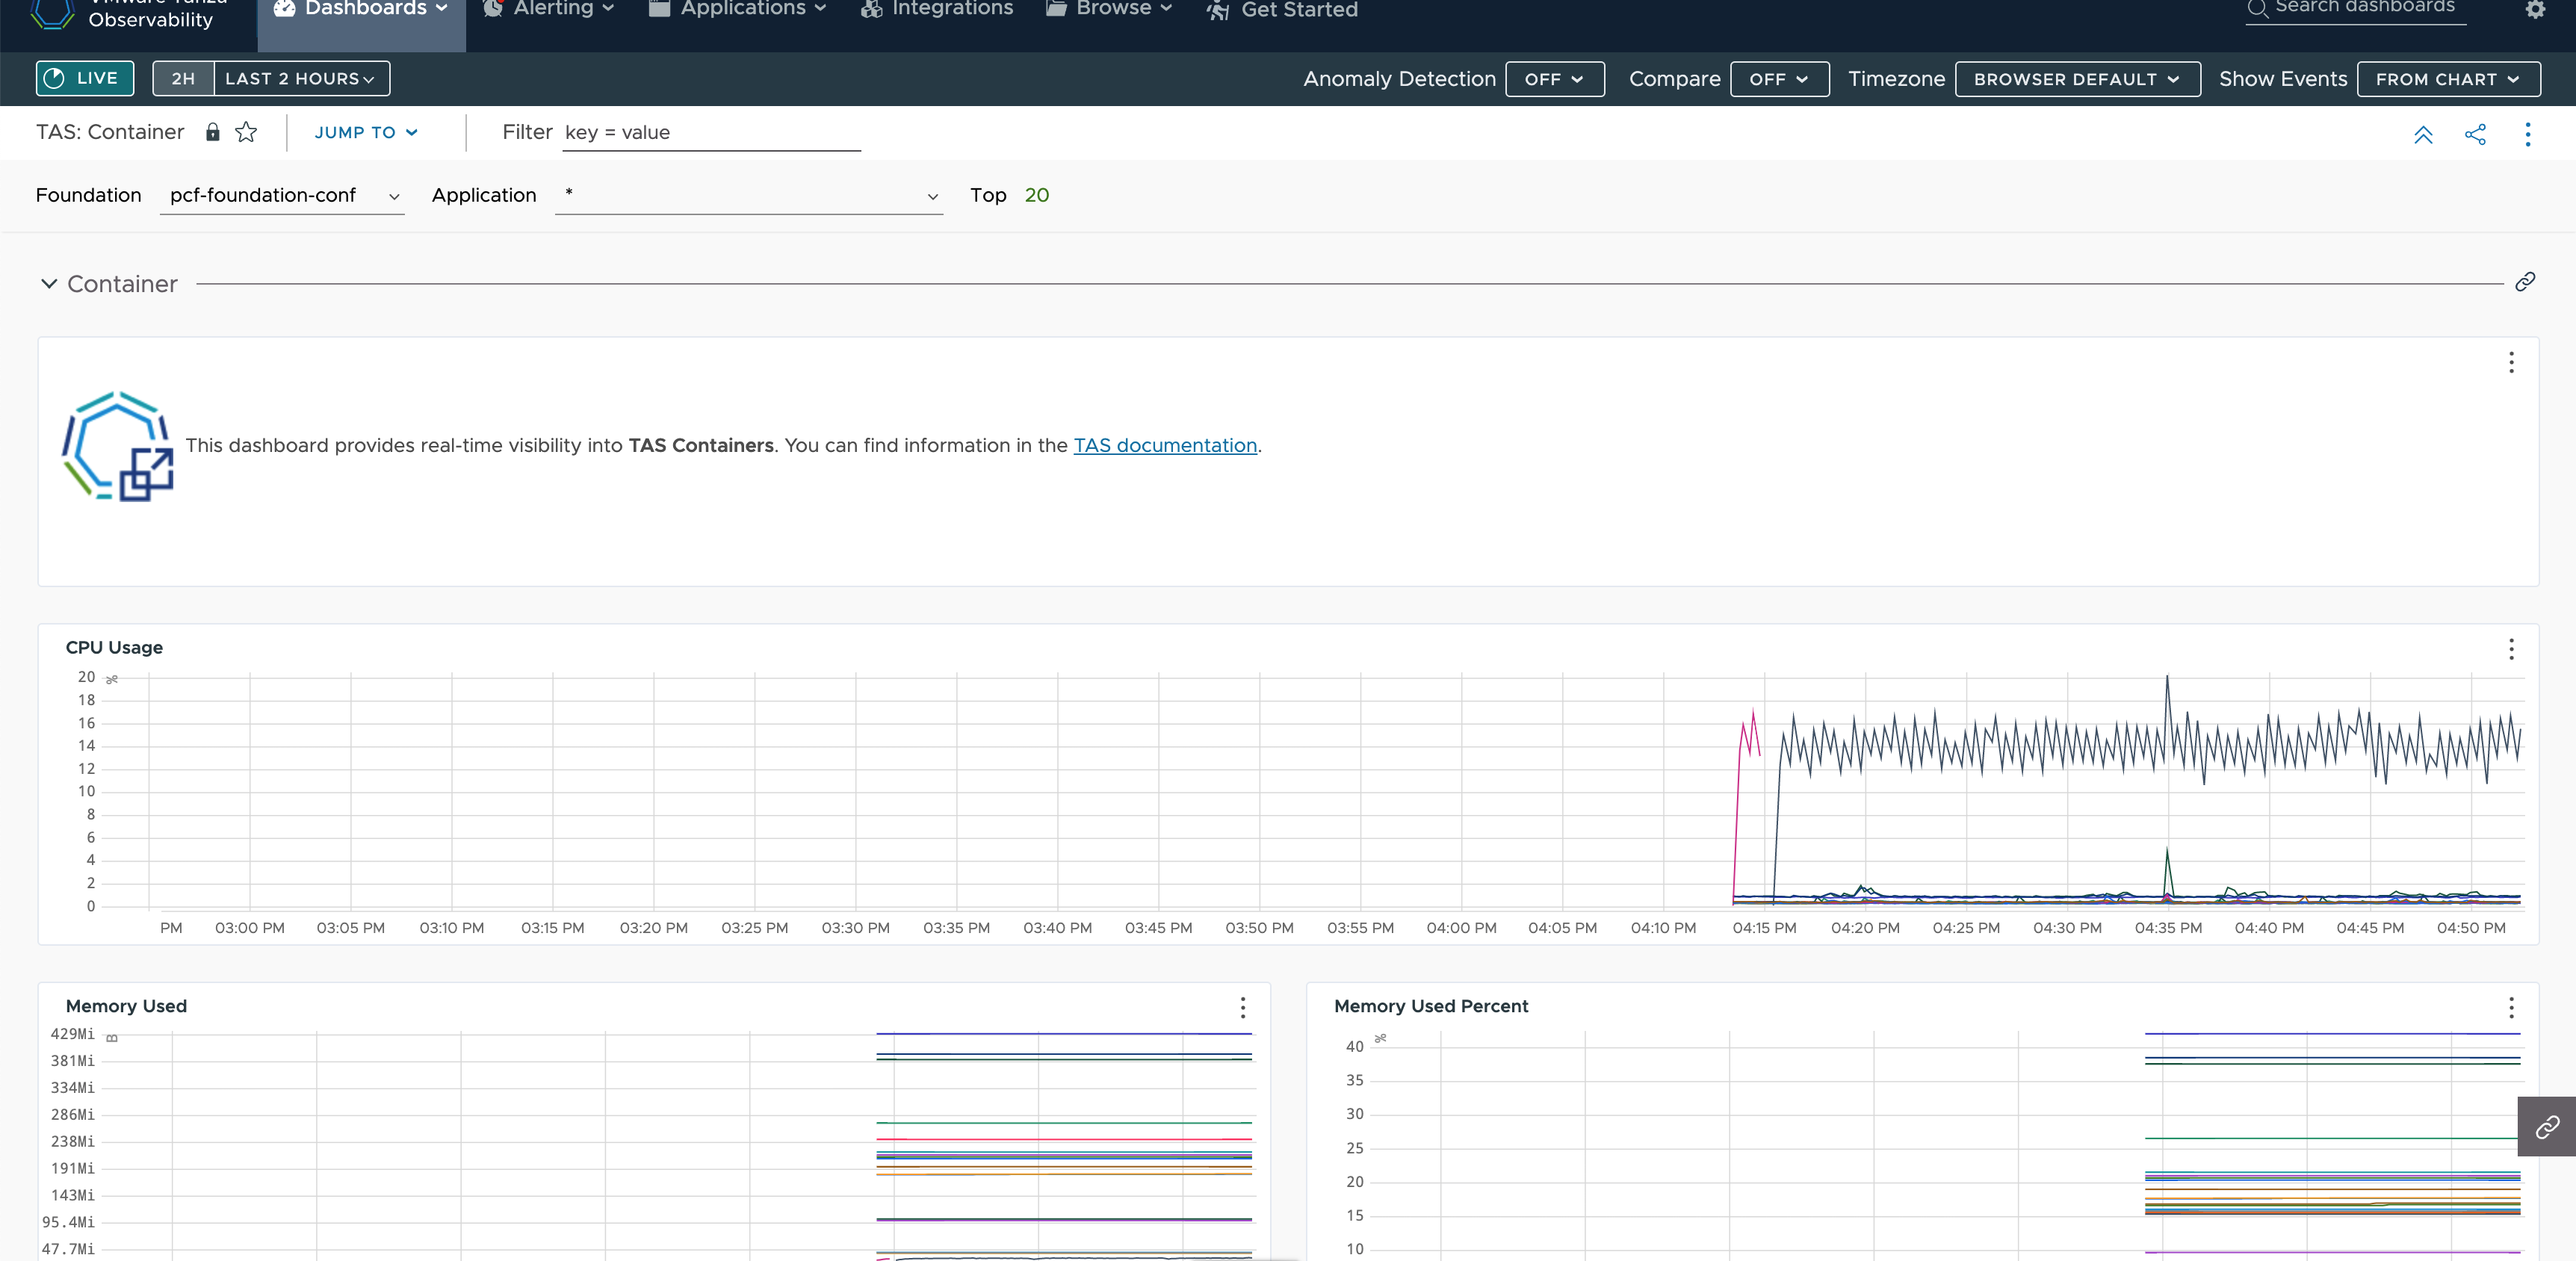 VMware Tanzu
Observability
Dashboards
Alerting
Applications
Integrations
Browse
Get Started
Search dashboards
LIVE
2H
LAST 2 HOURS
Anomaly Detection
OFF
Compare
OFF
Timezone
BROWSER DEFAULT
Show Events
FROM CHART
TAS: Container
JUMP TO
Filter
key = value
Foundation
pcf-foundation-conf
Application
*
Top
20
Container
This dashboard provides real-time visibility into TAS Containers. You can find information in the TAS documentation.
CPU Usage
20
%
18
16
14
12
10
8
6
4
2
0
PM
03:00 PM
03:05 PM
03:10 PM
03:15 PM
03:20 PM
03:25 PM
03:30 PM
03:35 PM
03:40 PM
03:45 PM
03:50 PM
03:55 PM
04:00 PM
04:05 PM
04:10 PM
04:15 PM
04:20 PM
04:25 PM
04:30 PM
04:35 PM
04:40 PM
04:45 PM
04:50 PM
Memory Used
429Mi
B
381Mi
334Mi
286Mi
238Mi
191Mi
143Mi
95.4Mi
47.7Mi
Memory Used Percent
40
%
35
30
25
20
15
10